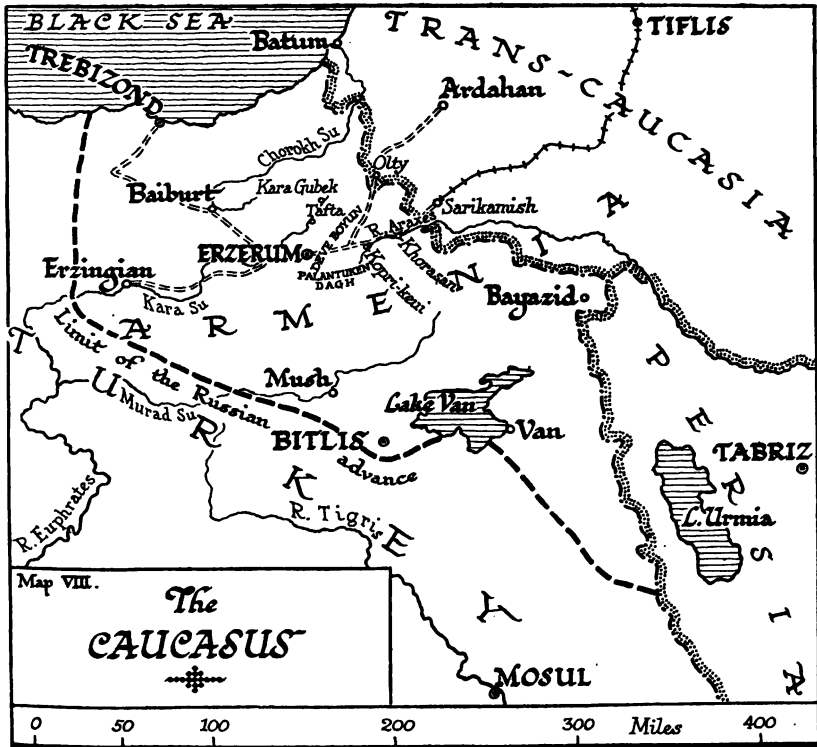 BLACK SEA
TRANS-CAUCASIA
TIFLIS
Batum
TREBIZOND
Ardahan
Chorokh Su
Olty
Baiburt
Kara Gubek
Tafta
Sarikamish
DEVE BOYUN
R. Araxes
ERZERUM
Khorasan
PALANTUKEN
DAGH
Kopri-keui
Erzingian
Kara Su
Bayazid
ARMENIA
Limit of the Russian
advance
Mush
Murad Su
Lake Van
Van
BITLIS
TURKEY
PERSIA
TABRIZ
L. Urmia
R. Euphrates
R. Tigris
Map VIII.
The
CAUCASUS
MOSUL
0 50 100 200 300 Miles 400